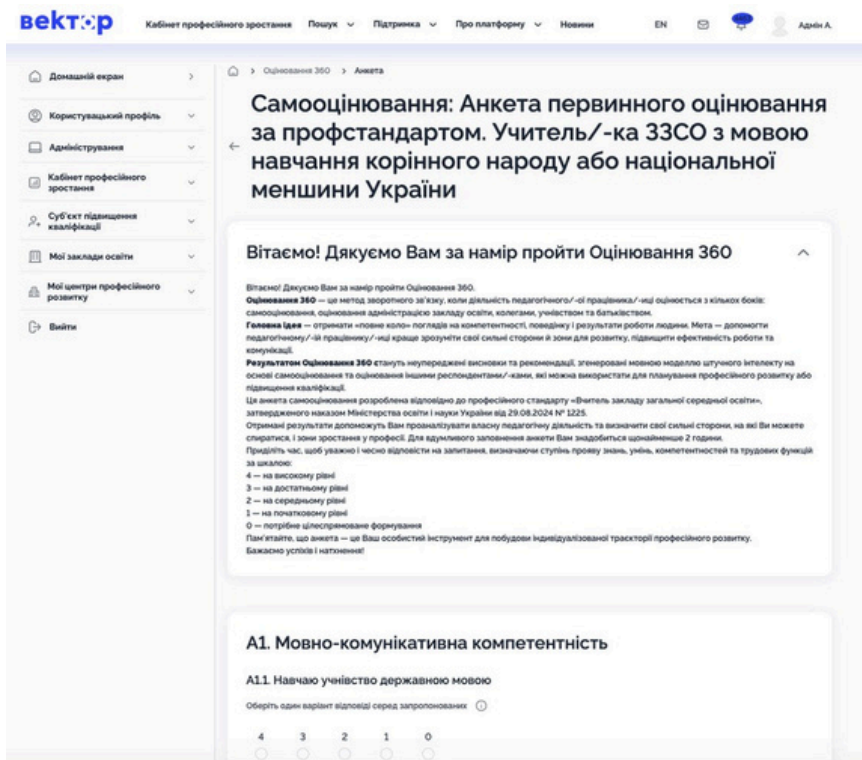 вектор
Кабінет професійного зростання Пошук Підтримка Про платформу Новини EN Адмін А.
Домашній екран
Користувацький профіль
Адміністрування
Кабінет професійного
зростання
Суб'єкт підвищення
кваліфікації
Мої заклади освіти
Мої центри професійного
розвитку
Вийти
Оцінювання 360 > Анкета
Самооцінювання: Анкета первинного оцінювання
за профстандартом. Учитель/-ка ЗЗСО з мовою
навчання корінного народу або національної
меншини України
Вітаємо! Дякуємо Вам за намір пройти Оцінювання 360
Вітаємо! Дякуємо Вам за намір пройти Оцінювання 360.
Оцінювання 360 — це метод зворотного зв'язку, коли діяльність педагогічного/-ої працівника/-иці оцінюється з кількох боків:
самооцінювання, оцінювання адміністрацією закладу освіти, колегами, учнівством та батьківством.
Головна ідея — отримати «повне коло» поглядів на компетентності, поведінку і результати роботи людини. Мета — допомогти
педагогічному/-ій працівнику/-иці краще зрозуміти свої сильні сторони й зони для розвитку, підвищити ефективність роботи та
комунікації.
Результатом Оцінювання 360 стануть неупереджені висновки та рекомендації, згенеровані мовною моделлю штучного інтелекту на
основі самооцінювання та оцінювання іншими респондентами/-ками, які можна використати для планування професійного розвитку або
підвищення кваліфікації.
Ця анкета самооцінювання розроблена відповідно до професійного стандарту «Вчитель закладу загальної середньої освіти»,
затвердженого наказом Міністерства освіти і науки України від 29.08.2024 № 1225.
Отримані результати допоможуть Вам проаналізувати власну педагогічну діяльність та визначити свої сильні сторони, на які Ви можете
спиратися, і зони зростання у професії. Для вдумливого заповнення анкети Вам знадобиться щонайменше 2 години.
Приділіть час, щоб уважно і чесно відповісти на запитання, визначаючи ступінь прояву знань, умінь, компетентностей та трудових функцій
за шкалою:
4 — на високому рівні
3 — на достатньому рівні
2 — на середньому рівні
1 — на початковому рівні
0 — потрібне цілеспрямоване формування
Пам'ятайте, що анкета — це Ваш особистий інструмент для побудови індивідуалізованої траєкторії професійного розвитку.
Бажаємо успіхів і натхнення!
А1. Мовно-комунікативна компетентність
А1.1. Навчаю учнівство державною мовою
Оберіть один варіант відповіді серед запропонованих
4 3 2 1 0